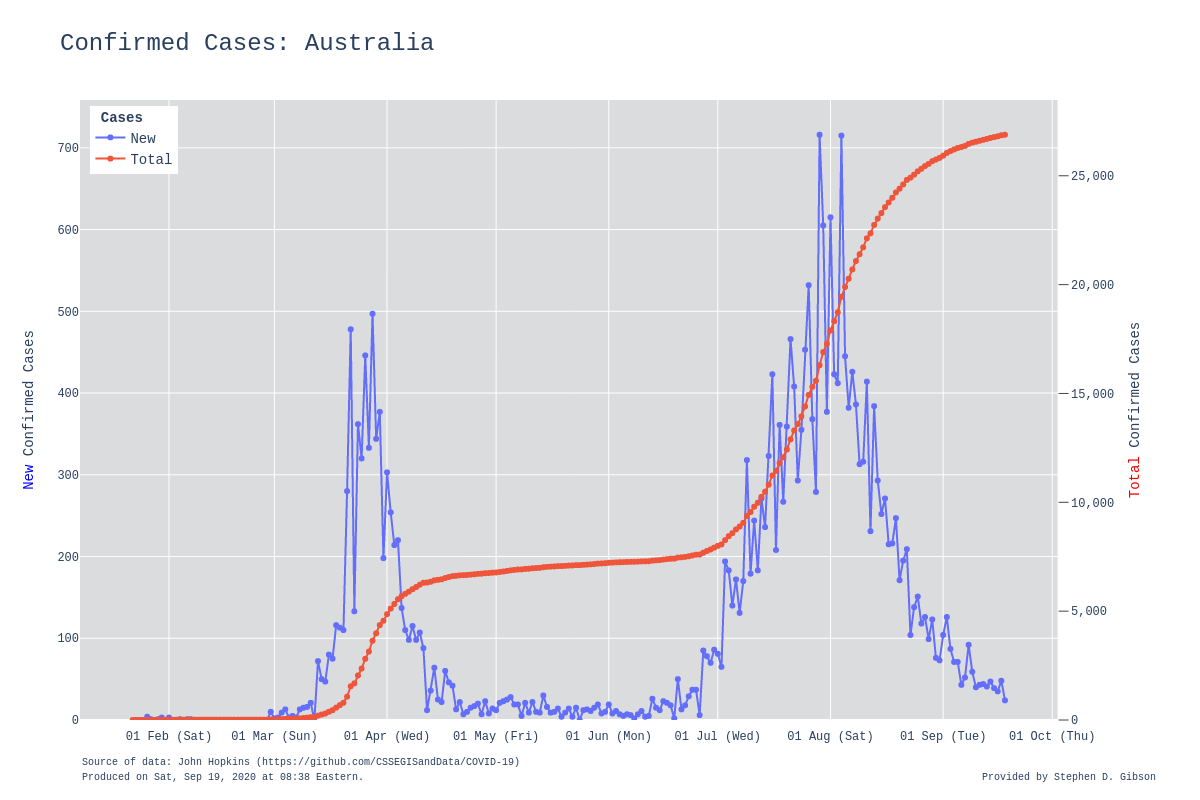 Confirmed Cases: Australia
Cases
New
Total
700
600
500
400
300
200
100
0
25,000
20,000
15,000
10,000
5,000
0
New Confirmed Cases
Total Confirmed Cases
01 Feb (Sat) 01 Mar (Sun) 01 Apr (Wed) 01 May (Fri) 01 Jun (Mon) 01 Jul (Wed) 01 Aug (Sat) 01 Sep (Tue) 01 Oct (Thu)
Source of data: John Hopkins (https://github.com/CSSEGISandData/COVID-19)
Produced on Sat, Sep 19, 2020 at 08:38 Eastern.
Provided by Stephen D. Gibson